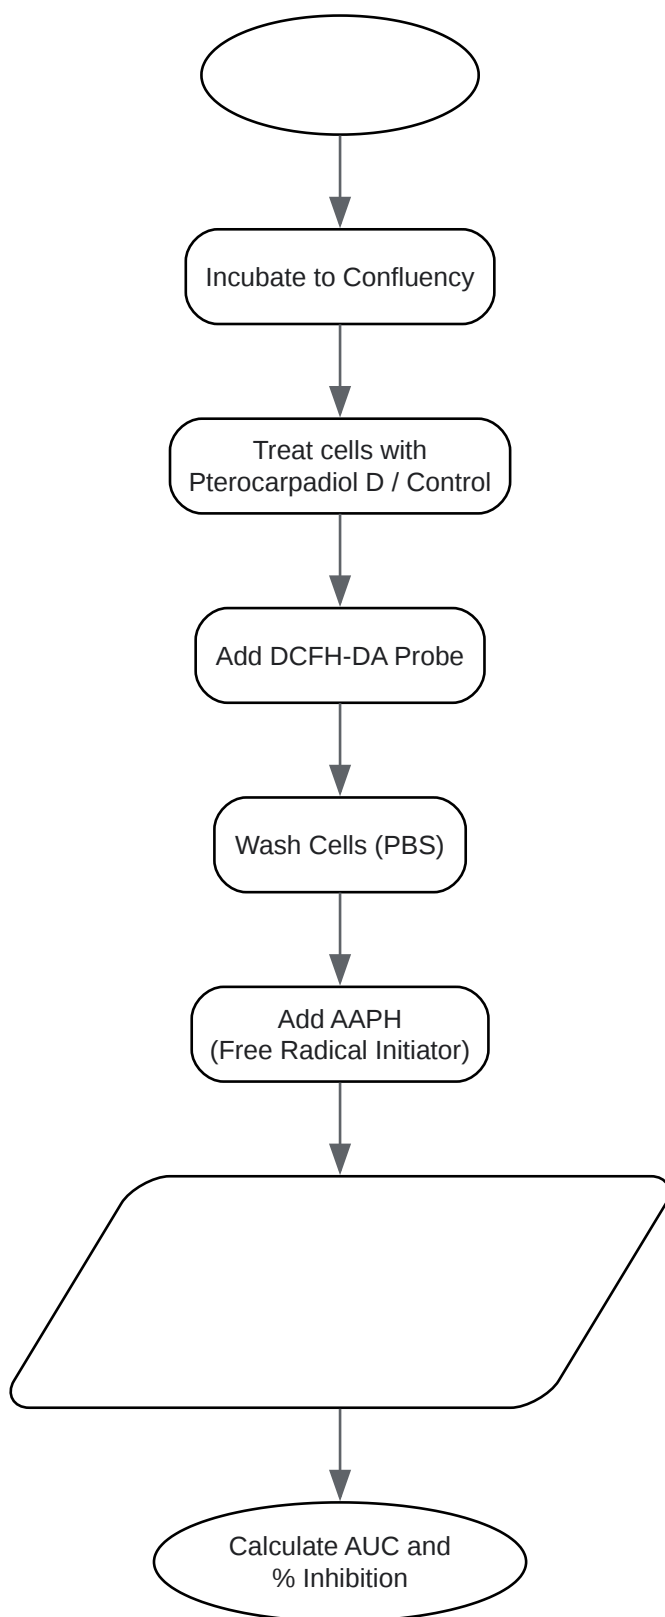 Incubate to Confluency
Treat cells with
Pterocarpadiol D / Control
Add DCFH-DA Probe
Wash Cells (PBS)
Add AAPH
(Free Radical Initiator)
Calculate AUC and
% Inhibition